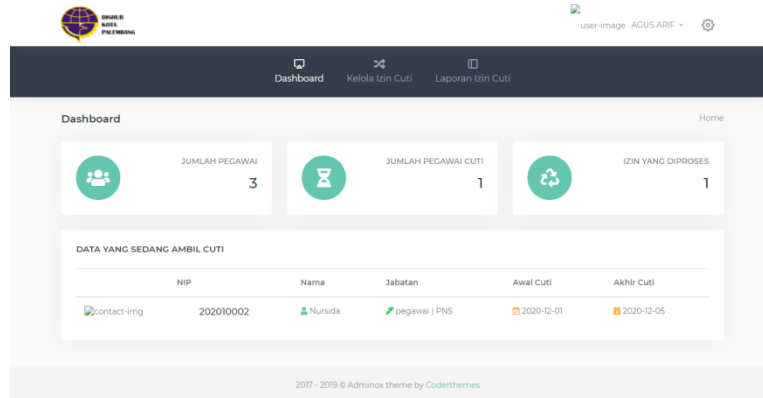 DISHUB
KOTA
PALEMBANG
user-image AGUS ARIF
Dashboard Kelola Izin Cuti Laporan Izin Cuti
Dashboard Home
JUMLAH PEGAWAI
3
JUMLAH PEGAWAI CUTI
1
IZIN YANG DIPROSES
1
DATA YANG SEDANG AMBIL CUTI
NIP Nama Jabatan Awal Cuti Akhir Cuti
contact-img 202010002 Nursida pegawai | PNS 2020-12-01 2020-12-05
2017 - 2019 © Adminox theme by Coderthemes